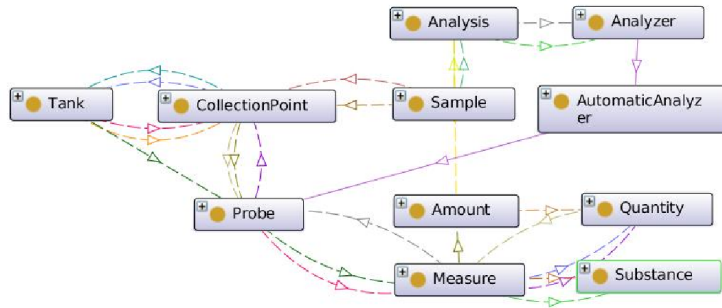 Analysis
Analyzer
Tank
CollectionPoint
Sample
AutomaticAnalyz
er
Probe
Amount
Quantity
Measure
Substance